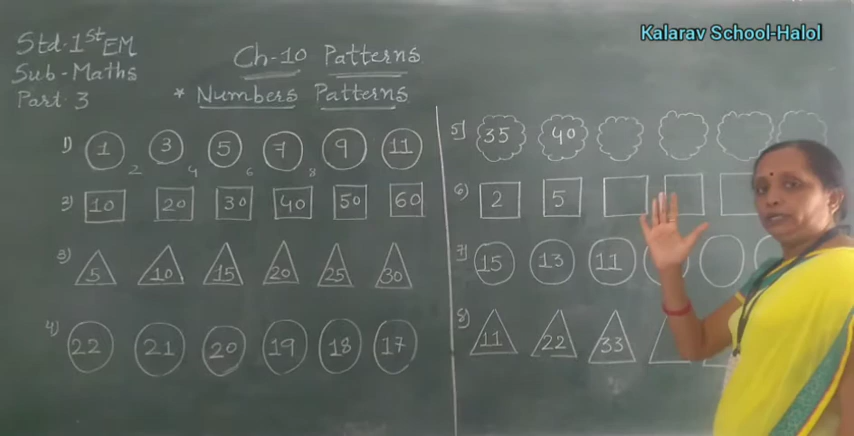 Kalarav School-Halol
Std-1st EM
Sub-Maths
Part 3
Ch-10 Patterns
* Numbers Patterns
1) 1 3 5 7 9 11
2 4 6 8
2) 10 20 30 40 50 60
3) 5 10 15 20 25 30
4) 22 21 20 19 18 17
5) 35 40
6) 2 5
7) 15 13 11
8) 11 22 33